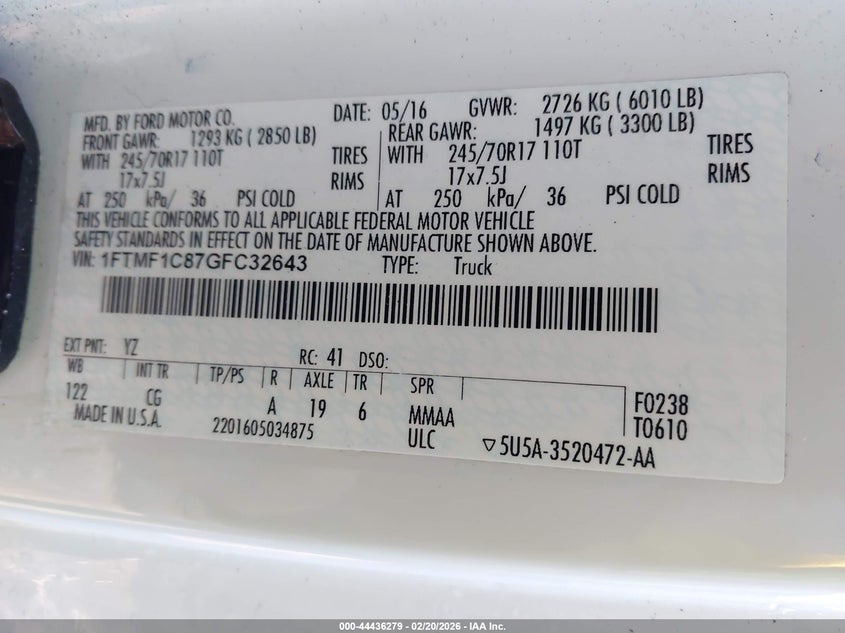 MFD. BY FORD MOTOR CO. DATE: 05/16 GVWR: 2726 KG ( 6010 LB)
FRONT GAWR: 1293 KG ( 2850 LB) REAR GAWR: 1497 KG ( 3300 LB)
WITH 245/70R17 110T TIRES WITH 245/70R17 110T TIRES
17x7.5J RIMS 17x7.5J RIMS
AT 250 kPa/ 36 PSI COLD AT 250 kPa/ 36 PSI COLD
THIS VEHICLE CONFORMS TO ALL APPLICABLE FEDERAL MOTOR VEHICLE
SAFETY STANDARDS IN EFFECT ON THE DATE OF MANUFACTURE SHOWN ABOVE.
VIN: 1FTMF1C87GFC32643 TYPE: Truck
EXT PNT: YZ RC: 41 DSO:
WB INT TR TP/PS R AXLE TR SPR
122 CG A 19 6 MMAA F0238
MADE IN U.S.A. 2201605034875 ULC ▽5U5A-3520472-AA T0610
000-44436279 | 02/20/2026 – IAA Inc.